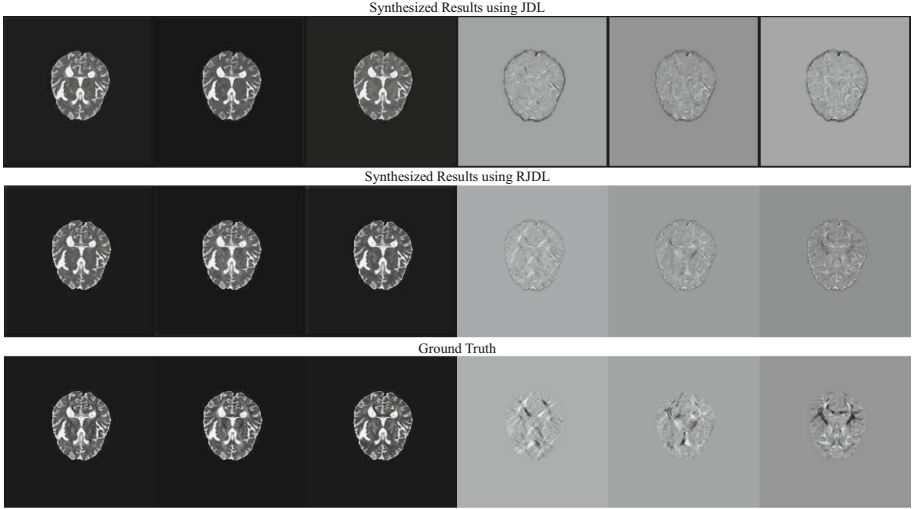 Synthesized Results using JDL
Synthesized Results using RJDL
Ground Truth